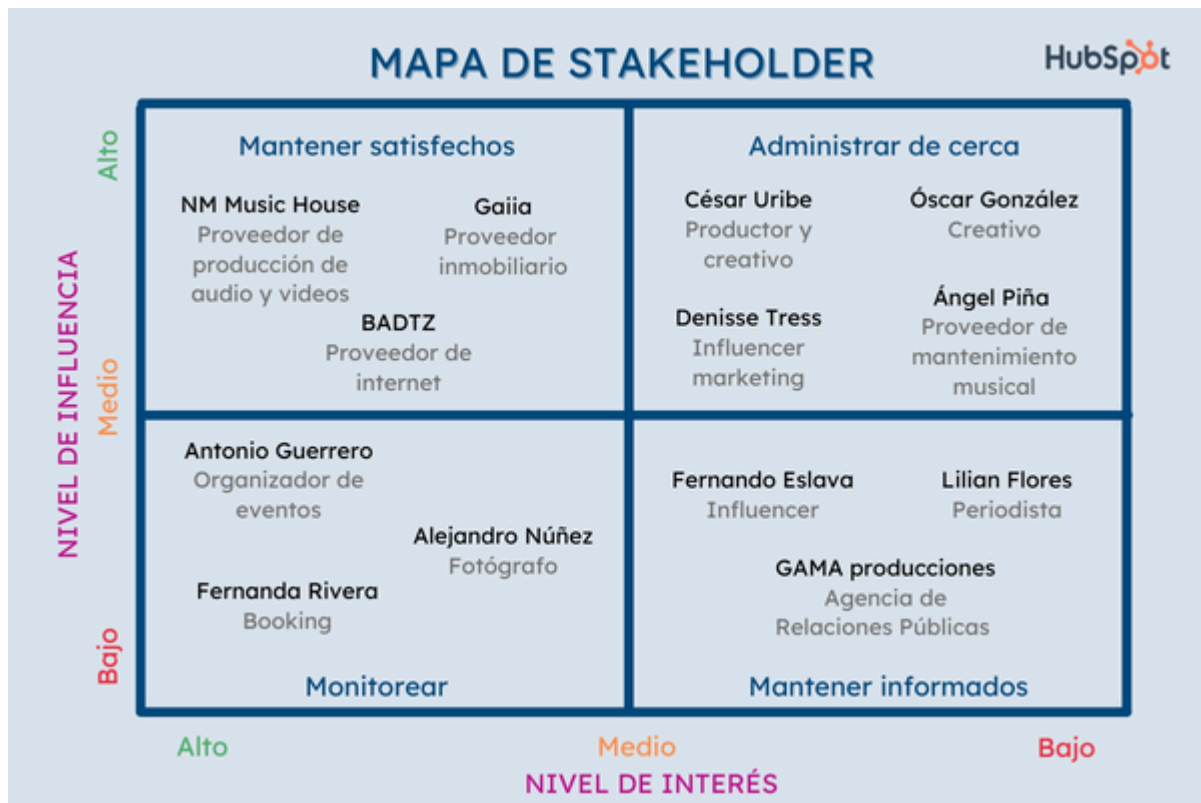 MAPA DE STAKEHOLDER
HubSpot
NIVEL DE INFLUENCIA
Alto
Medio
Bajo
Mantener satisfechos
NM Music House
Proveedor de
producción de
audio y videos
Gaiia
Proveedor
inmobiliario
BADTZ
Proveedor de
internet
Administrar de cerca
César Uribe
Productor y
creativo
Óscar González
Creativo
Denisse Tress
Influencer
marketing
Ángel Piña
Proveedor de
mantenimiento
musical
Antonio Guerrero
Organizador de
eventos
Alejandro Núñez
Fotógrafo
Fernanda Rivera
Booking
Monitorear
Fernando Eslava
Influencer
Lilian Flores
Periodista
GAMA producciones
Agencia de
Relaciones Públicas
Mantener informados
Alto
Medio
Bajo
NIVEL DE INTERÉS